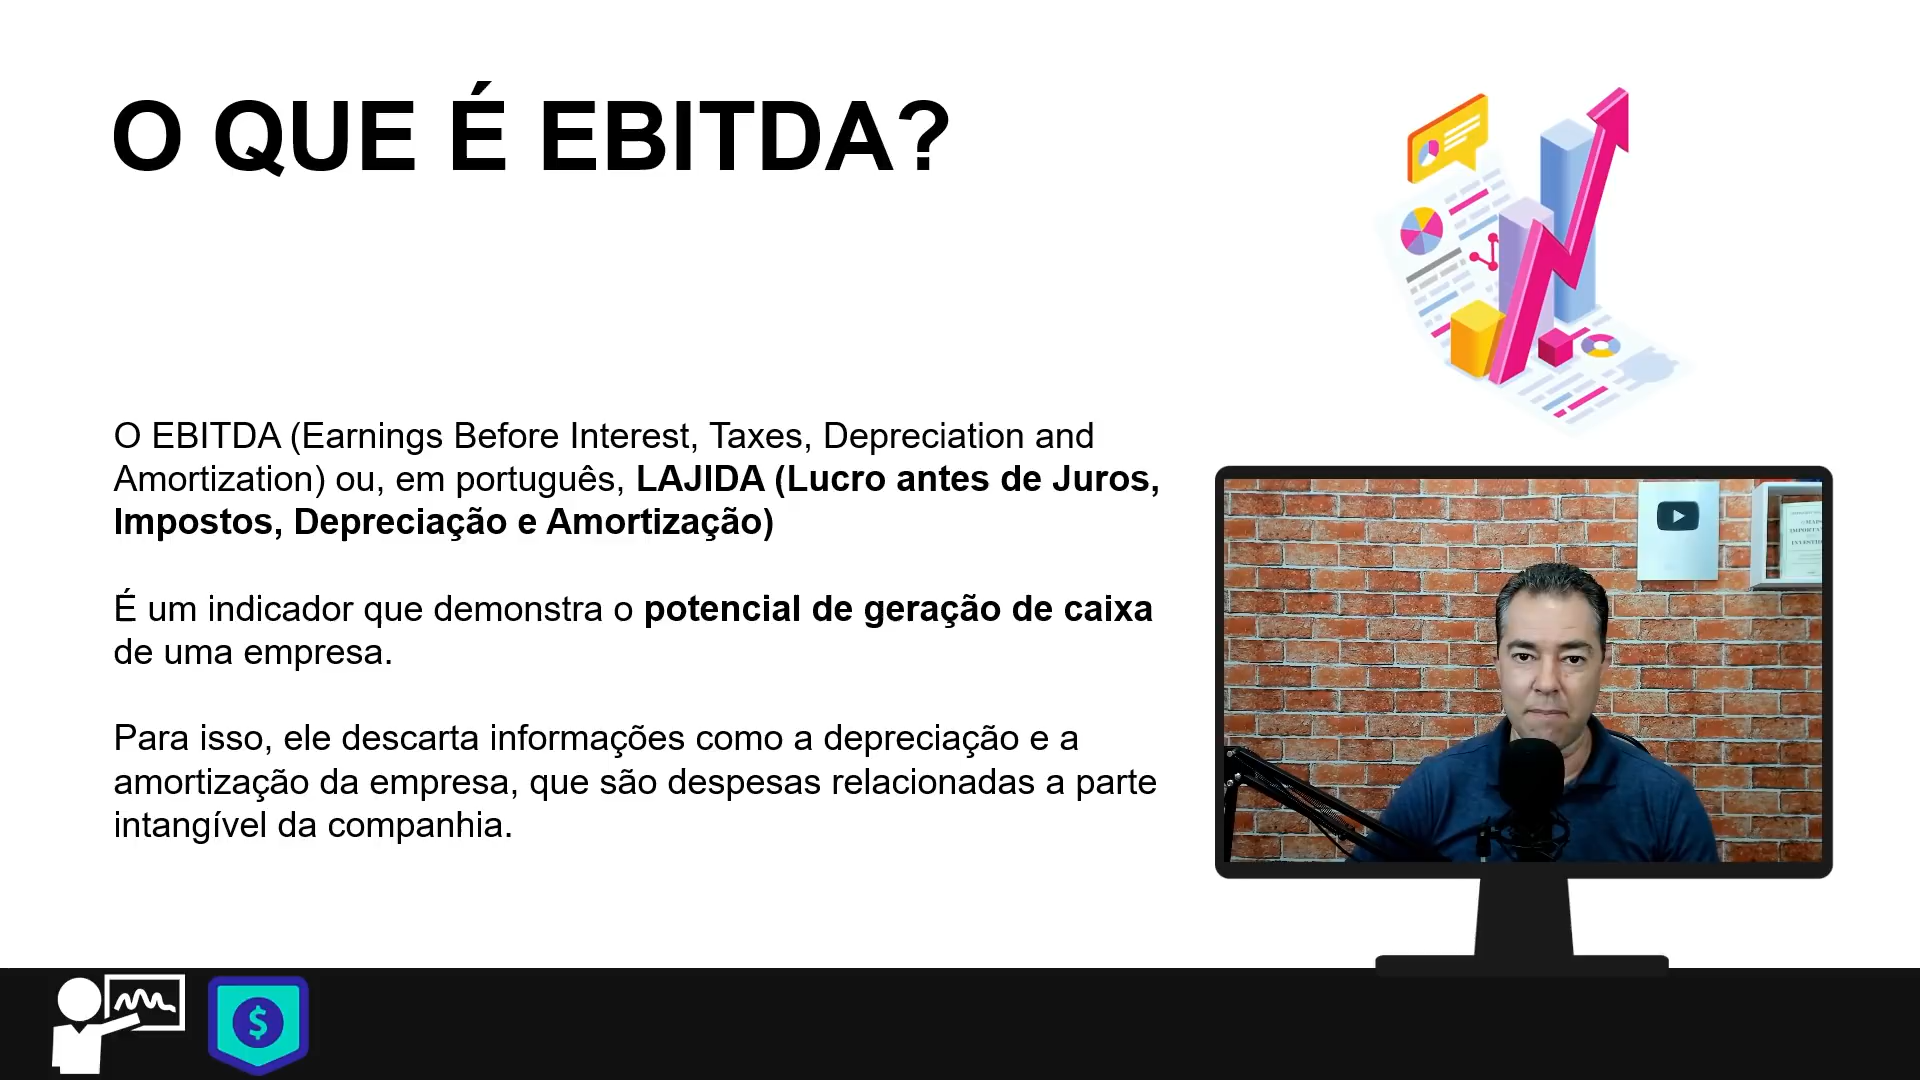 O QUE É EBITDA?
O EBITDA (Earnings Before Interest, Taxes, Depreciation and
Amortization) ou, em português, LAJIDA (Lucro antes de Juros,
Impostos, Depreciação e Amortização)
É um indicador que demonstra o potencial de geração de caixa
de uma empresa.
Para isso, ele descarta informações como a depreciação e a
amortização da empresa, que são despesas relacionadas a parte
intangível da companhia.
$